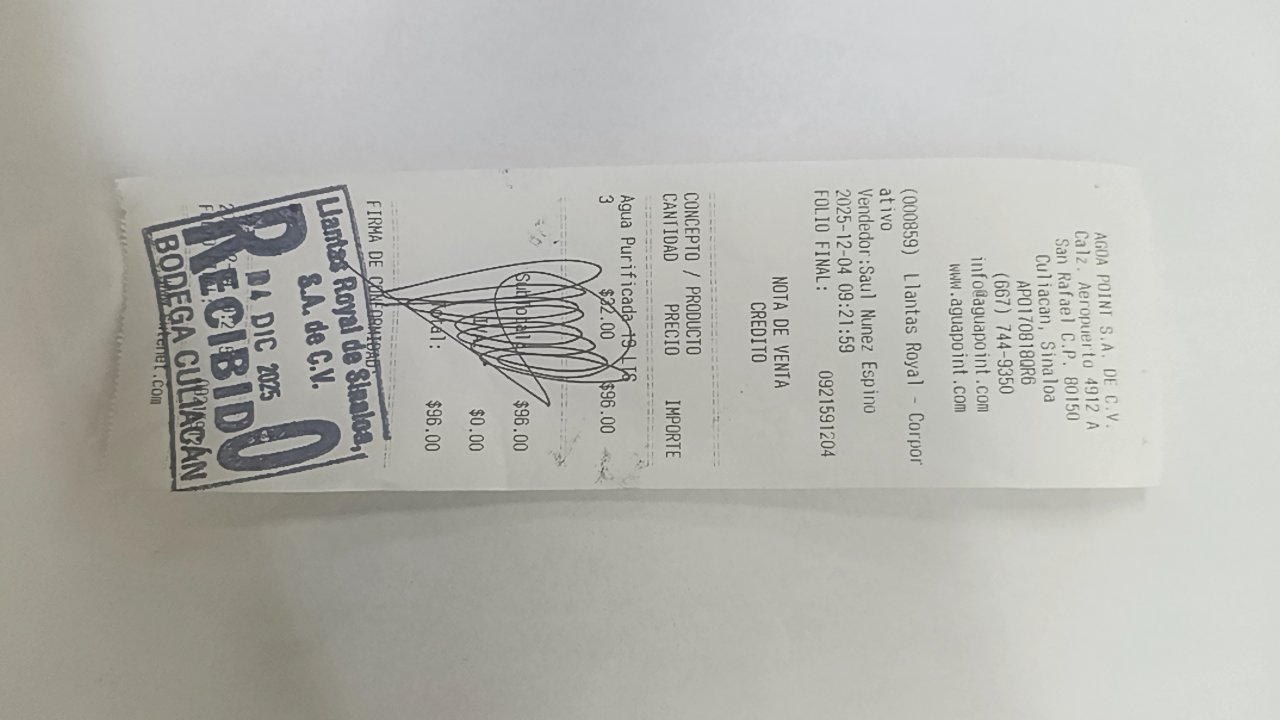 AGUA POINT S.A. DE C.V.
Calz. Aeropuerto 4912 A
San Rafael C.P. 80150
Culiacan, Sinaloa
APO170818QR6
(667) 744-9350
info@aguapoint.com
www.aguapoint.com
NOTA DE VENTA
CREDITO
(000859) Llantas Royal - Corpor
ativo
Vendedor:Saul Nunez Espino
2025-12-04 09:21:59
FOLIO FINAL: 0921591204
CONCEPTO / PRODUCTO
CANTIDAD PRECIO IMPORTE
Agua Purificada 19 LTS
3 $32.00 $96.00
Subtotal: $96.00
$0.00
Total: $96.00
FIRMA DE CONFORMIDAD
Llantas Royal de Sinaloa,
S.A. de C.V.
04 DIC 2025
RECIBIDO
BODEGA CULIACÁN